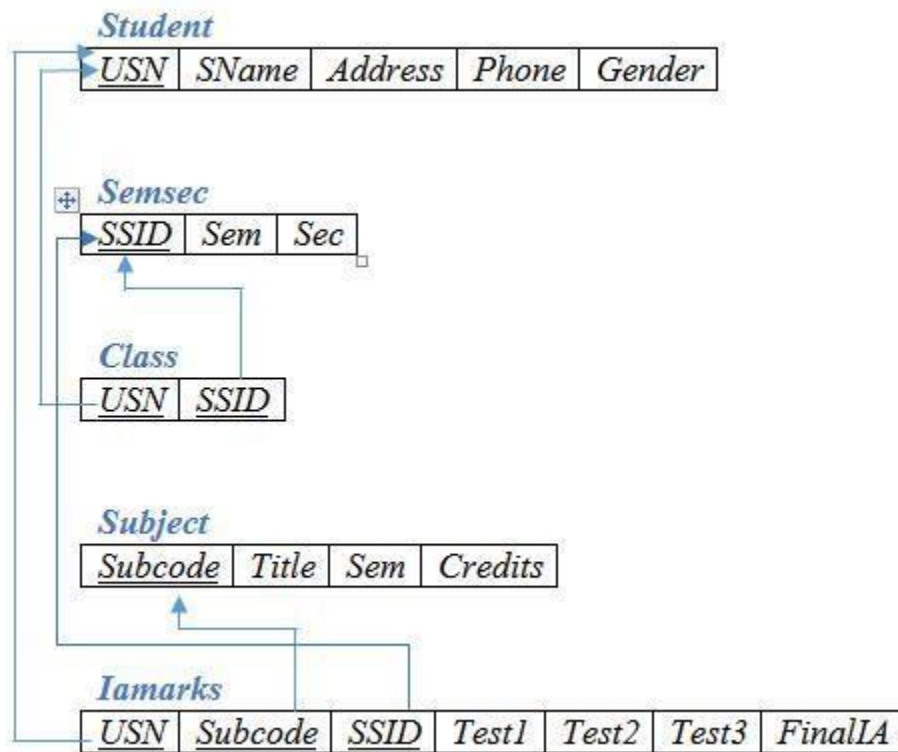 Student
USN SName Address Phone Gender
Semsec
SSID Sem Sec
Class
USN SSID
Subject
Subcode Title Sem Credits
Iamarks
USN Subcode SSID Test1 Test2 Test3 FinalIA